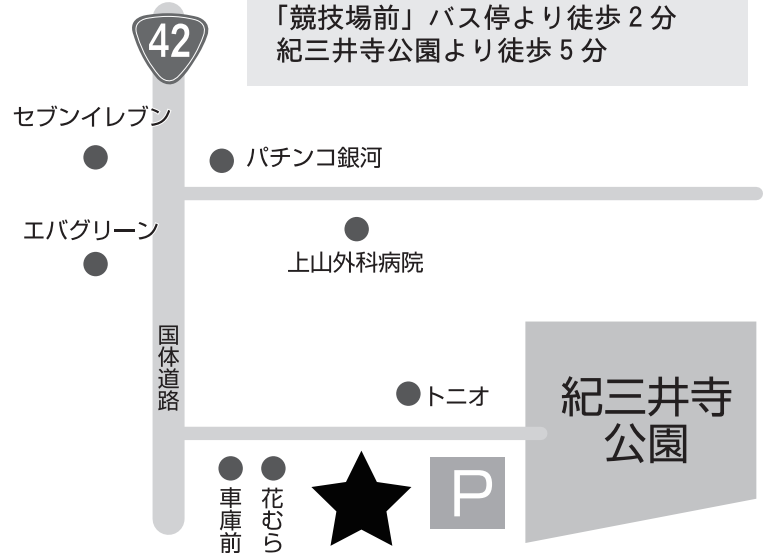 「競技場前」バス停より徒歩2分
紀三井寺公園より徒歩5分
42
セブンイレブン
パチンコ銀河
エバグリーン
上山外科病院
国体道路
トニオ
紀三井寺
公園
車庫前
花むら
P